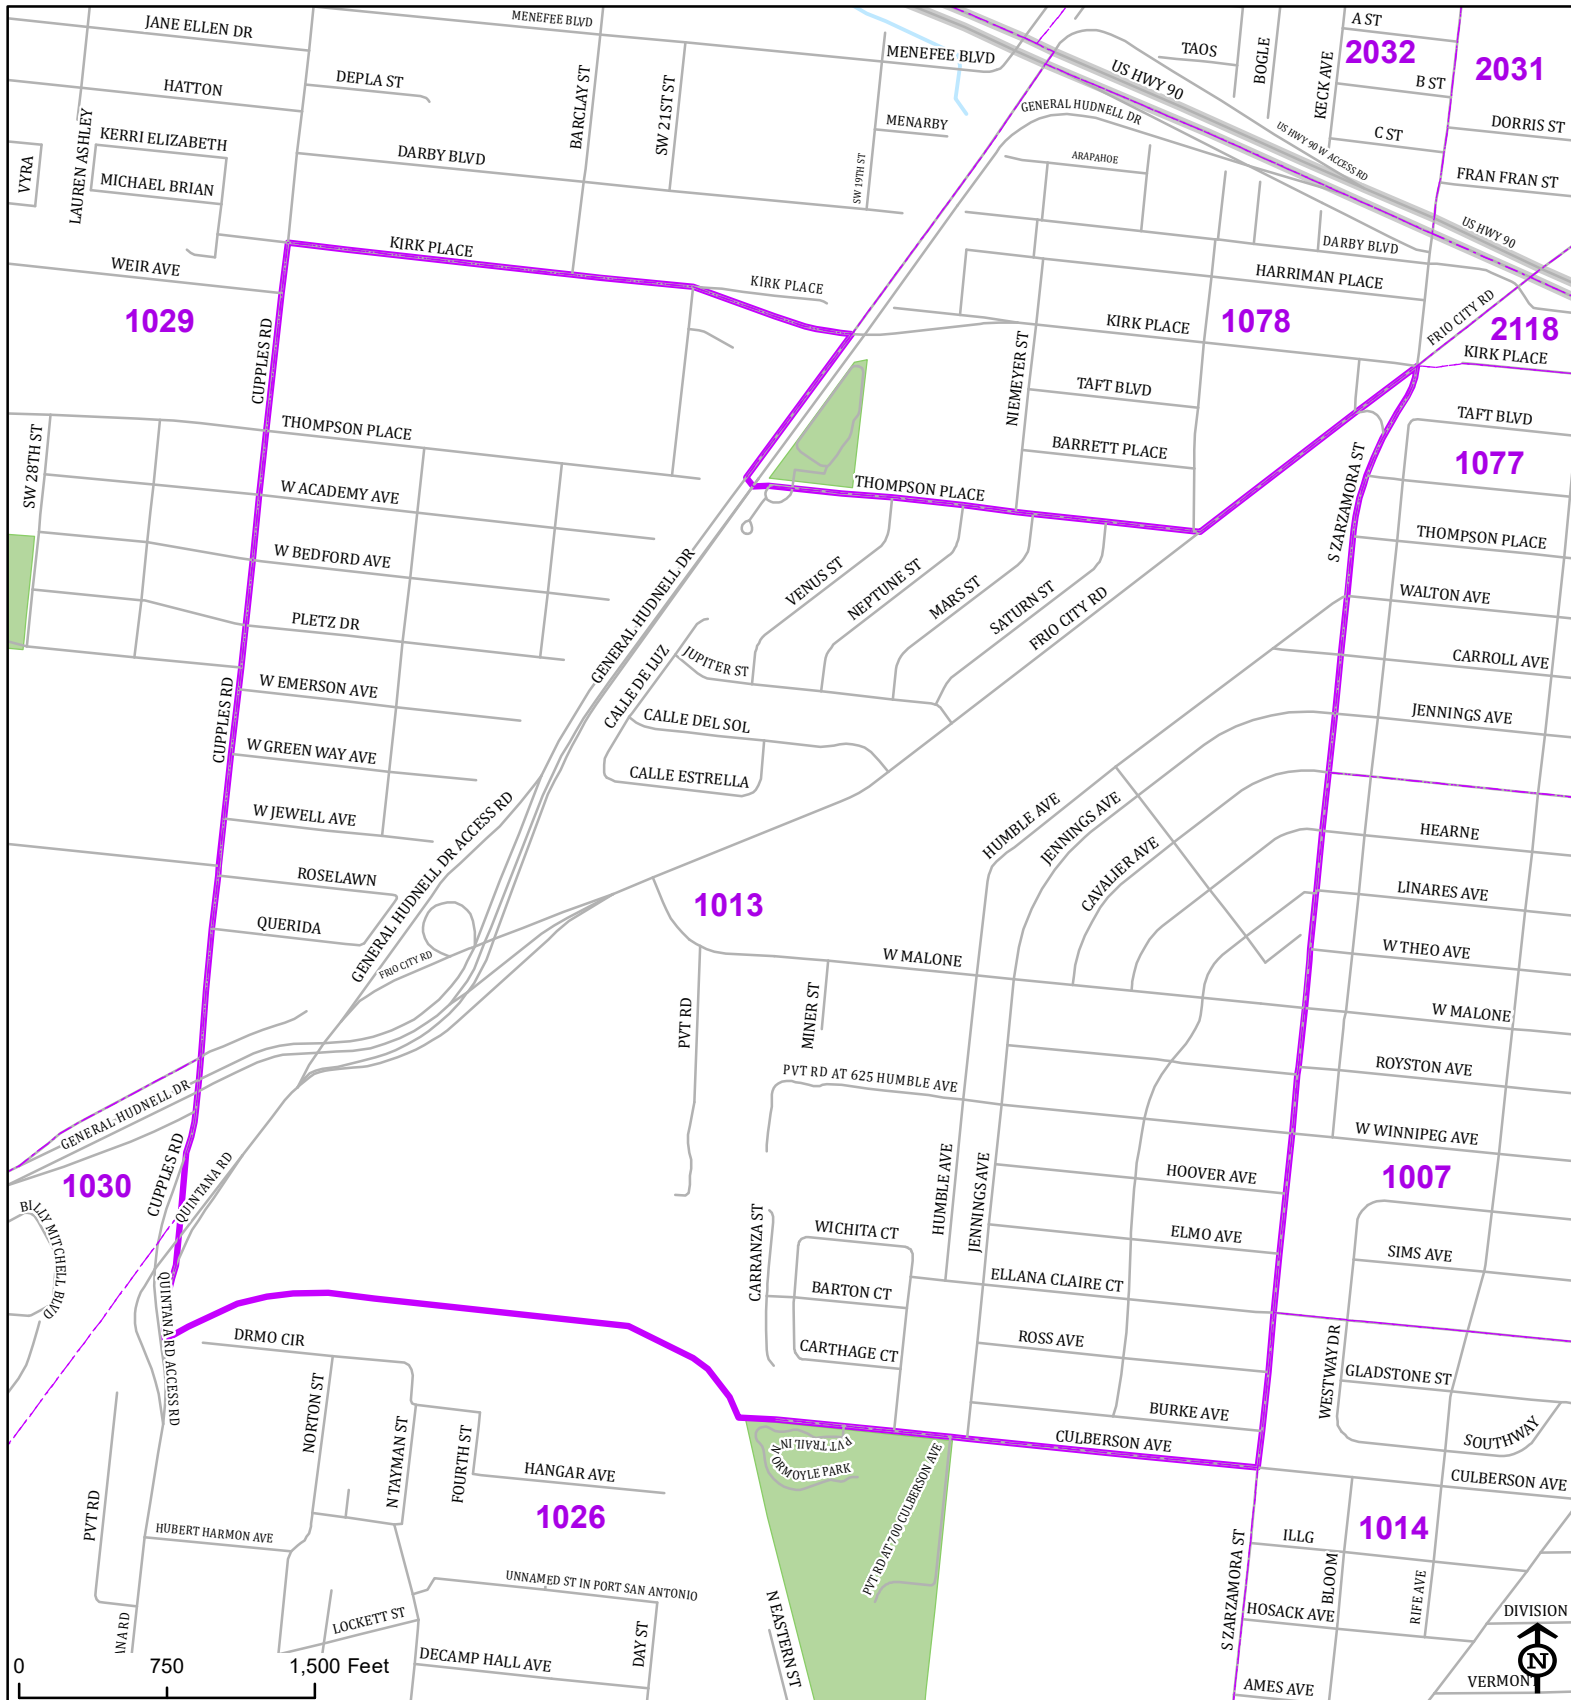 JANE ELLEN DR
MENEFEE BLVD
MENEFEE BLVD
TAOS
BOGLE
KECK AVE
A ST
2032
2031
B ST
HATTON
DEPLA ST
BARCLAY ST
SW 21ST ST
US HWY 90
GENERAL HUDNELL DR
US HWY 90 W ACCESS RD
C ST
DORRIS ST
LAUREN ASHLEY
KERRI ELIZABETH
MENARBY
VYRA
MICHAEL BRIAN
DARBY BLVD
SW 19TH ST
ARAPAHOE
FRAN FRAN ST
US HWY 90
KIRK PLACE
DARBY BLVD
WEIR AVE
KIRK PLACE
HARRIMAN PLACE
1029
CUPPLES RD
KIRK PLACE
1078
FRIO CITY RD
2118
KIRK PLACE
NIEMEYER ST
TAFT BLVD
TAFT BLVD
SW 28TH ST
THOMPSON PLACE
BARRETT PLACE
1077
W ACADEMY AVE
THOMPSON PLACE
S ZARZAMORA ST
THOMPSON PLACE
W BEDFORD AVE
GENERAL HUDNELL DR
VENUS ST
NEPTUNE ST
MARS ST
SATURN ST
FRIO CITY RD
WALTON AVE
PLETZ DR
CALLE DE LUZ
JUPITER ST
CARROLL AVE
W EMERSON AVE
CUPPLES RD
CALLE DEL SOL
JENNINGS AVE
W GREEN WAY AVE
CALLE ESTRELLA
W JEWELL AVE
GENERAL HUDNELL DR ACCESS RD
HUMBLE AVE
JENNINGS AVE
CAVALIER AVE
HEARNE
ROSELAWN
1013
LINARES AVE
QUERIDA
FRIO CITY RD
W MALONE
W THEO AVE
PVT RD
MINER ST
W MALONE
PVT RD AT 625 HUMBLE AVE
ROYSTON AVE
GENERAL HUDNELL DR
W WINNIPEG AVE
1030
CUPPLES RD
QUINTANA RD
HUMBLE AVE
JENNINGS AVE
HOOVER AVE
1007
BILLY MITCHELL BLVD
CARRANZA ST
WICHITA CT
ELMO AVE
SIMS AVE
QUINTANA RD ACCESS RD
BARTON CT
ELLANA CLAIRE CT
DRMO CIR
CARTHAGE CT
ROSS AVE
WESTWAY DR
GLADSTONE ST
NORTON ST
N TAYMAN ST
FOURTH ST
PVT TRAIL IN
NORMOYLE PARK
BURKE AVE
CULBERSON AVE
SOUTHWAY
HANGAR AVE
PVT RD AT 700 CULBERSON AVE
CULBERSON AVE
PVT RD
1026
HUBERT HARMON AVE
S ZARZAMORA ST
ILLG
1014
BLOOM
RIFE AVE
UNNAMED ST IN PORT SAN ANTONIO
LOCKETT ST
N EASTERN ST
HOSACK AVE
DIVISION
ANA RD
DAY ST
DECAMP HALL AVE
AMES AVE
VERMONT
N
0 750 1,500 Feet